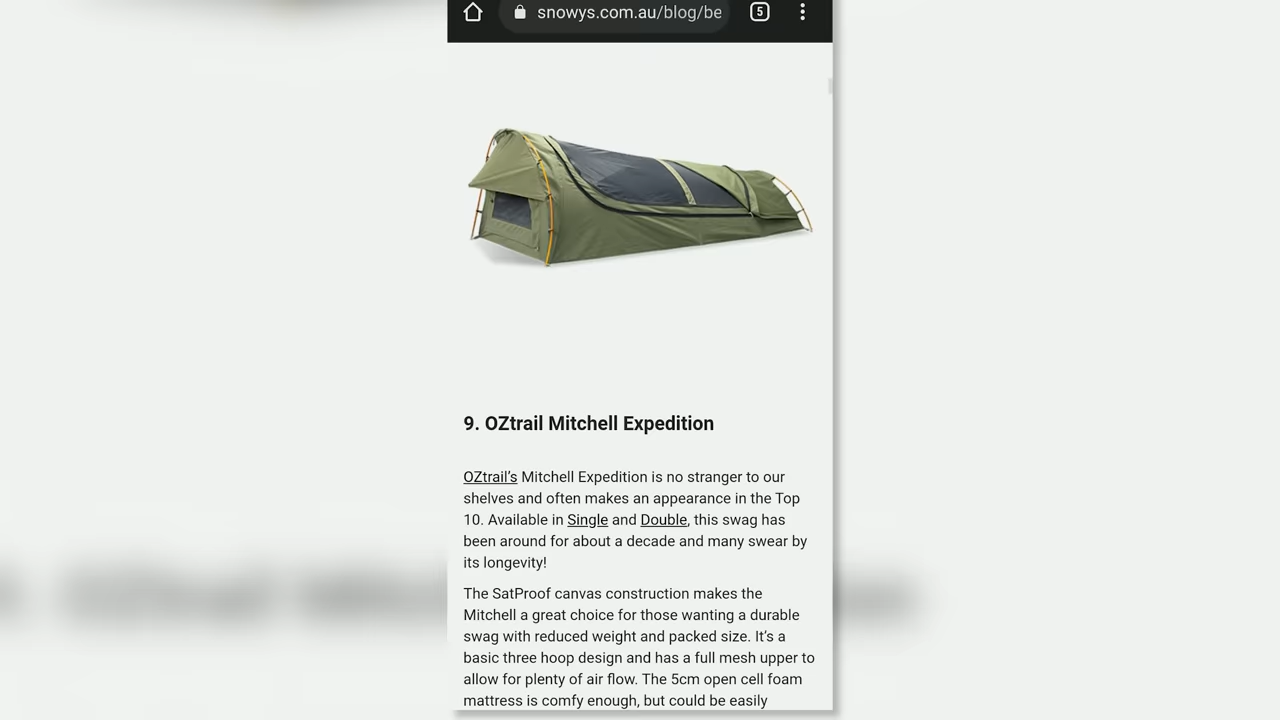 snowys.com.au/blog/be
5
9. OZtrail Mitchell Expedition
OZtrail's Mitchell Expedition is no stranger to our
shelves and often makes an appearance in the Top
10. Available in Single and Double, this swag has
been around for about a decade and many swear by
its longevity!
The SatProof canvas construction makes the
Mitchell a great choice for those wanting a durable
swag with reduced weight and packed size. It's a
basic three hoop design and has a full mesh upper to
allow for plenty of air flow. The 5cm open cell foam
mattress is comfy enough, but could be easily